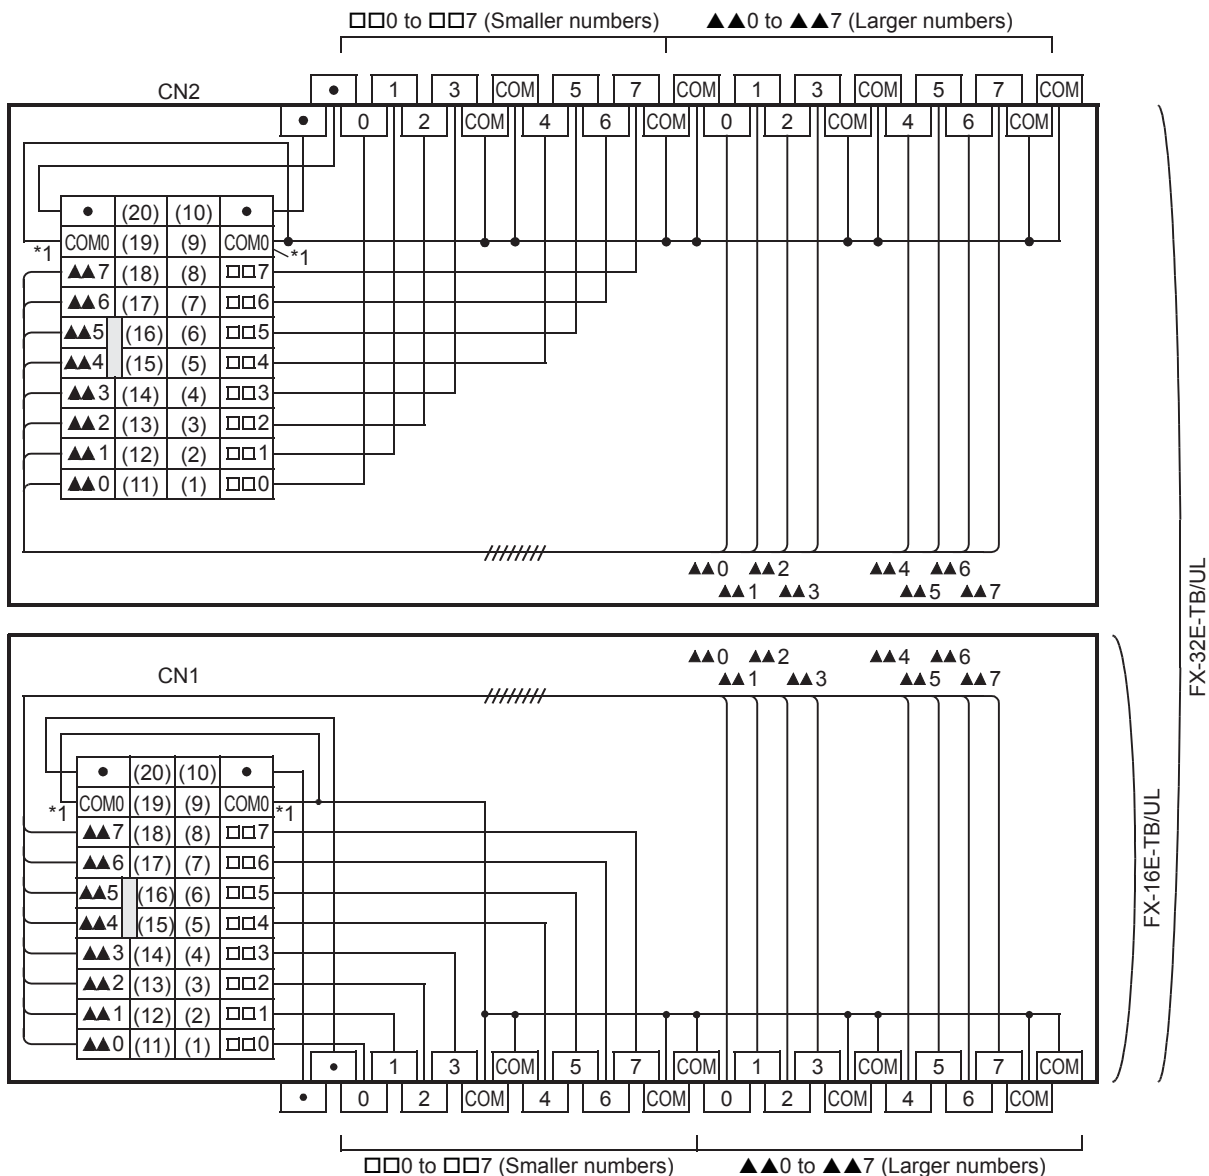 □□0 to □□7 (Smaller numbers) ▲▲0 to ▲▲7 (Larger numbers)
CN2
• 1 3 COM 5 7 COM 1 3 COM 5 7 COM
• 0 2 COM 4 6 COM 0 2 COM 4 6 COM
• (20) (10) •
*1 COM0 (19) (9) COM0 *1
▲▲7 (18) (8) □□7
▲▲6 (17) (7) □□6
▲▲5 (16) (6) □□5
▲▲4 (15) (5) □□4
▲▲3 (14) (4) □□3
▲▲2 (13) (3) □□2
▲▲1 (12) (2) □□1
▲▲0 (11) (1) □□0
▲▲0 ▲▲2 ▲▲4 ▲▲6
▲▲1 ▲▲3 ▲▲5 ▲▲7
FX-32E-TB/UL
CN1
▲▲0 ▲▲2 ▲▲4 ▲▲6
▲▲1 ▲▲3 ▲▲5 ▲▲7
• (20) (10) •
*1 COM0 (19) (9) COM0 *1
▲▲7 (18) (8) □□7
▲▲6 (17) (7) □□6
▲▲5 (16) (6) □□5
▲▲4 (15) (5) □□4
▲▲3 (14) (4) □□3
▲▲2 (13) (3) □□2
▲▲1 (12) (2) □□1
▲▲0 (11) (1) □□0
FX-16E-TB/UL
• 1 3 COM 5 7 COM 1 3 COM 5 7 COM
• 0 2 COM 4 6 COM 0 2 COM 4 6 COM
□□0 to □□7 (Smaller numbers) ▲▲0 to ▲▲7 (Larger numbers)